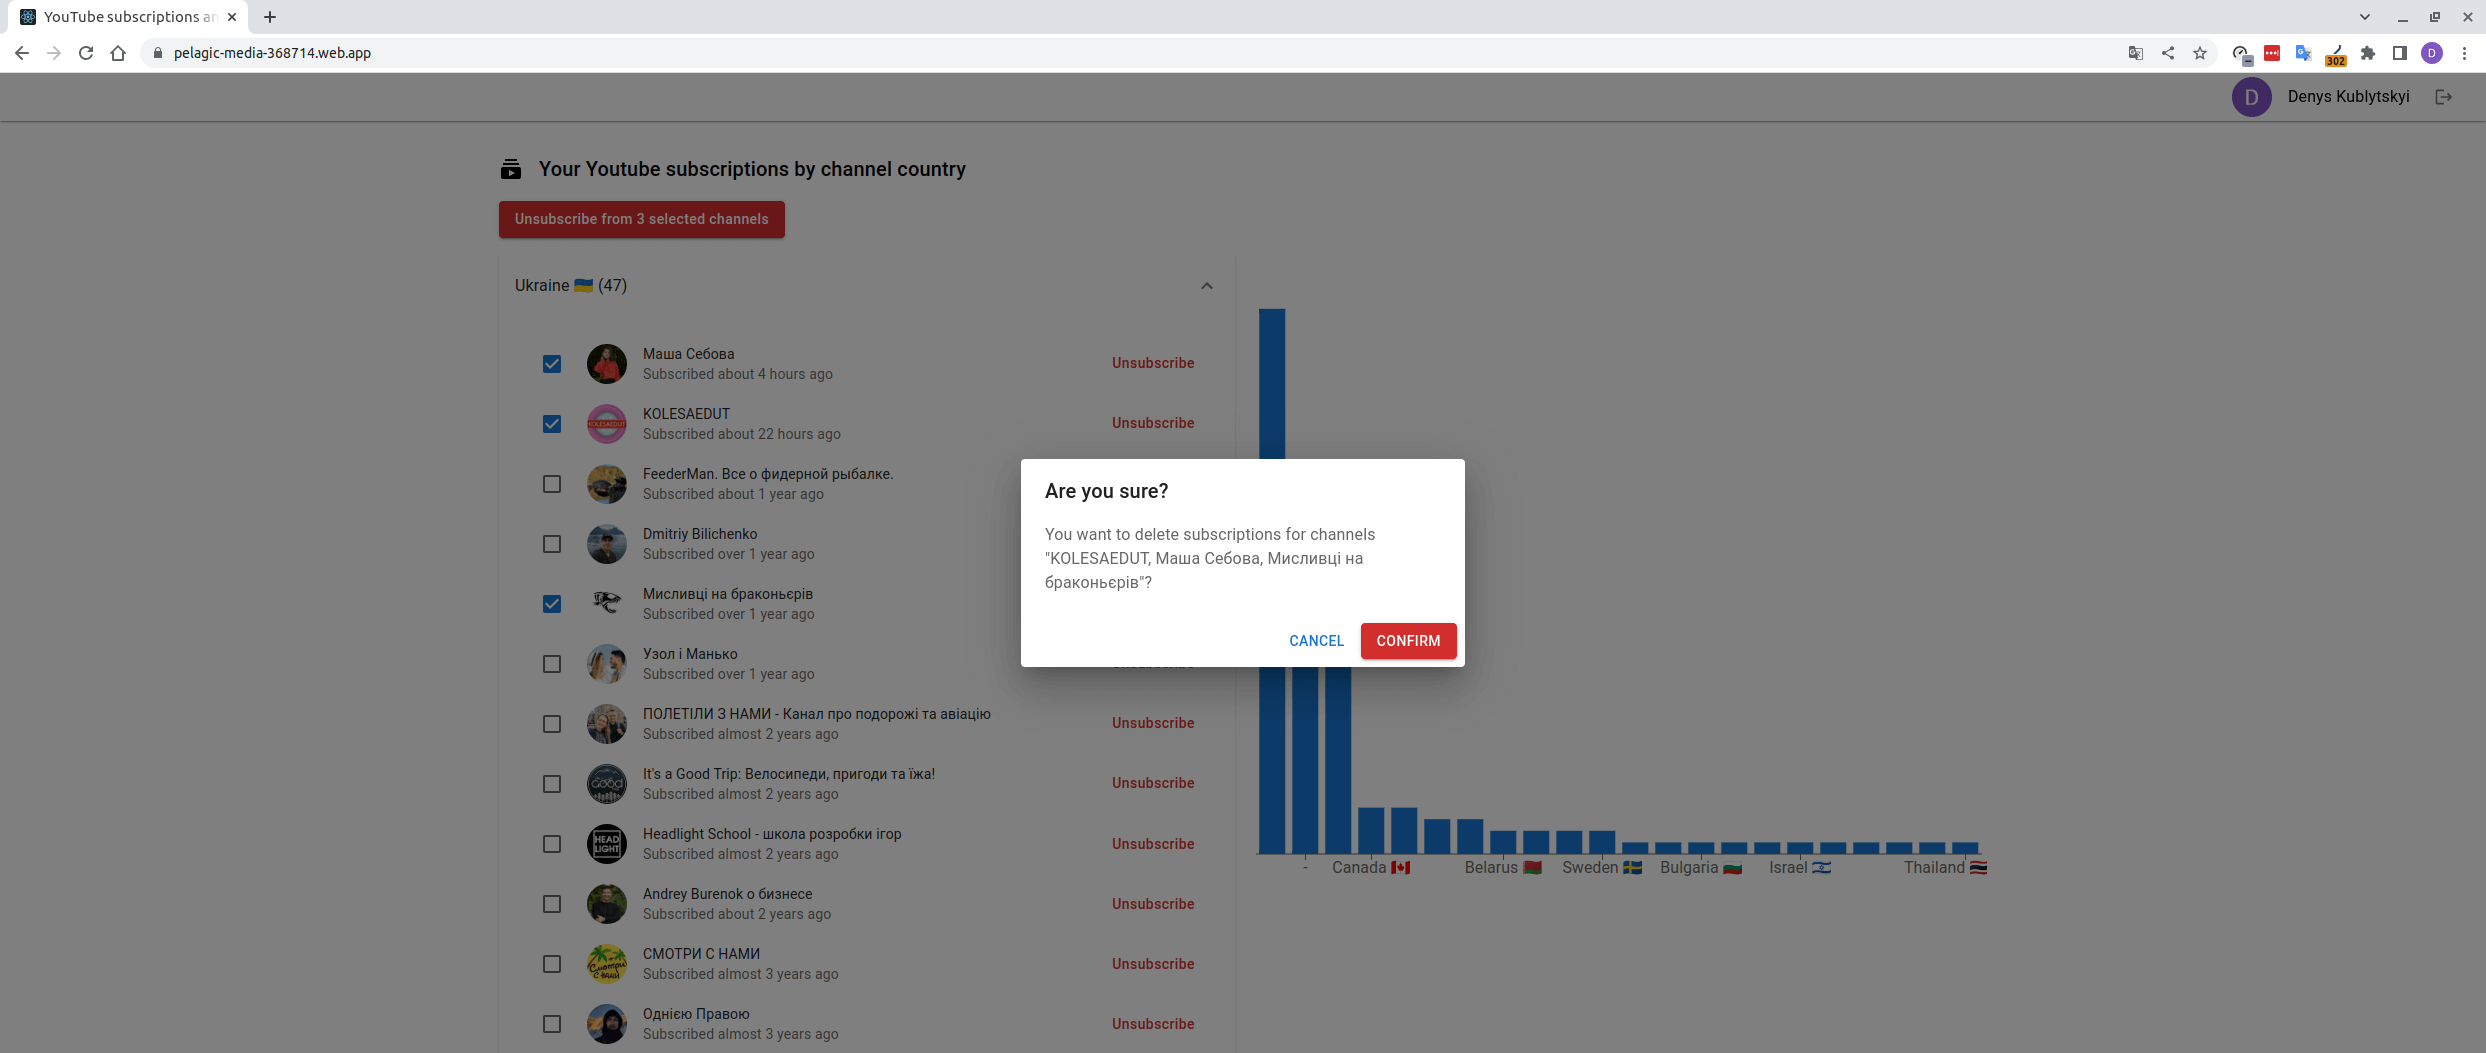 YouTube subscriptions an
pelagic-media-368714.web.app
302
D
D
Denys Kublytskyi
Your Youtube subscriptions by channel country
Unsubscribe from 3 selected channels
Ukraine 🇺🇦 (47)
Маша Себова
Subscribed about 4 hours ago
Unsubscribe
KOLESAEDUT
KOLESAEDUT
Subscribed about 22 hours ago
Unsubscribe
FeederMan. Все о фидерной рыбалке.
Subscribed about 1 year ago
Dmitriy Bilichenko
Subscribed over 1 year ago
Мисливці на браконьєрів
Subscribed over 1 year ago
Узол і Манько
Subscribed over 1 year ago
ПОЛЕТІЛИ З НАМИ - Канал про подорожі та авіацію
Subscribed almost 2 years ago
Unsubscribe
GOOD
It's a Good Trip: Велосипеди, пригоди та їжа!
Subscribed almost 2 years ago
Unsubscribe
HEAD
LIGHT
Headlight School - школа розробки ігор
Subscribed almost 2 years ago
Unsubscribe
Andrey Burenok о бизнесе
Subscribed about 2 years ago
Unsubscribe
Смотри
с нами
СМОТРИ С НАМИ
Subscribed almost 3 years ago
Unsubscribe
Однією Правою
Subscribed almost 3 years ago
Unsubscribe
Are you sure?
You want to delete subscriptions for channels
"KOLESAEDUT, Маша Себова, Мисливці на
браконьєрів"?
CANCEL
CONFIRM
- Canada 🇨🇦 Belarus 🇧🇾 Sweden 🇸🇪 Bulgaria 🇧🇬 Israel 🇮🇱 Thailand 🇹🇭